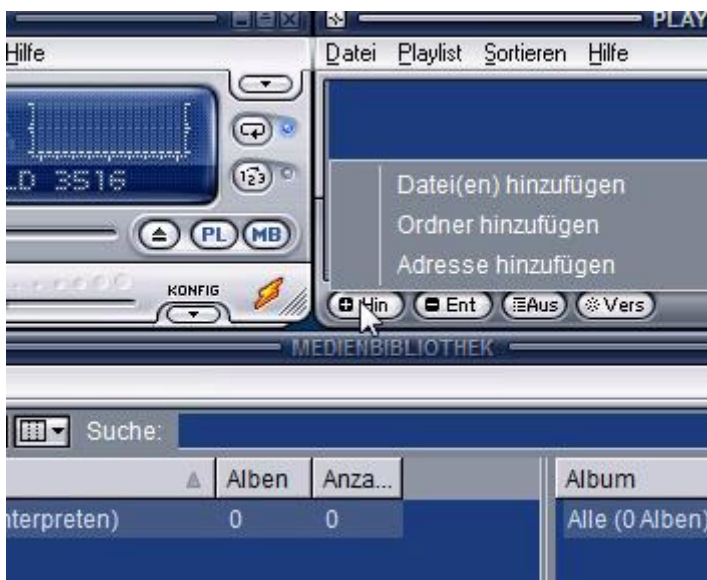 PLAY
Hilfe
Datei Playlist Sortieren Hilfe
LD 3516
123
PL MB
KONFIG
Datei(en) hinzufügen
Ordner hinzufügen
Adresse hinzufügen
Hin Ent Aus Vers
MEDIENBIBLIOTHEK
Suche:
Alben Anza... Album
nterpreten) 0 0 Alle (0 Alben)